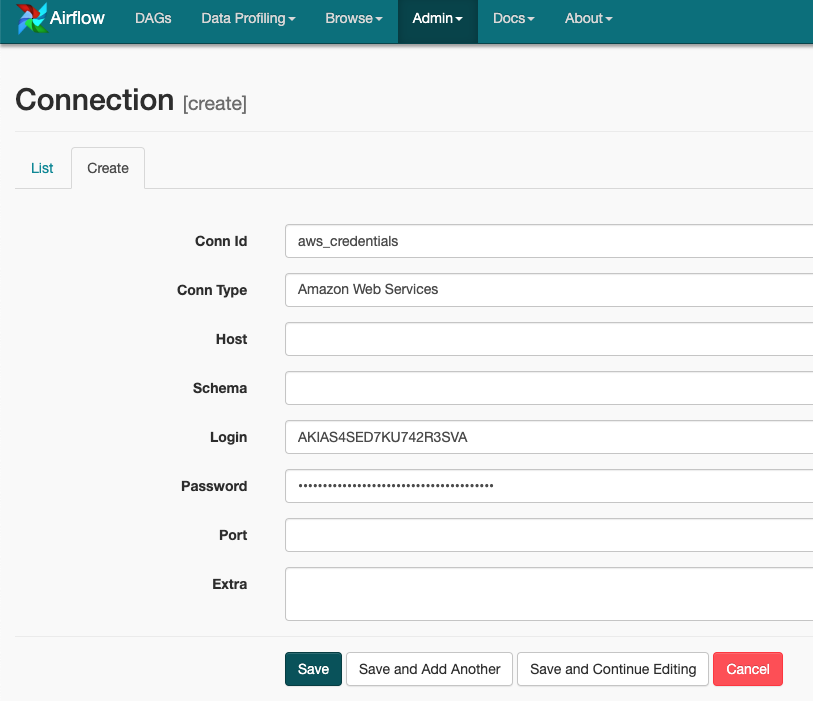 Airflow DAGs Data Profiling Browse Admin Docs About
Connection [create]
List Create
Conn Id aws_credentials
Conn Type Amazon Web Services
Host
Schema
Login AKIAS4SED7KU742R3SVA
Password ••••••••••••••••••••••••••••••••••••••••
Port
Extra
Save Save and Add Another Save and Continue Editing Cancel